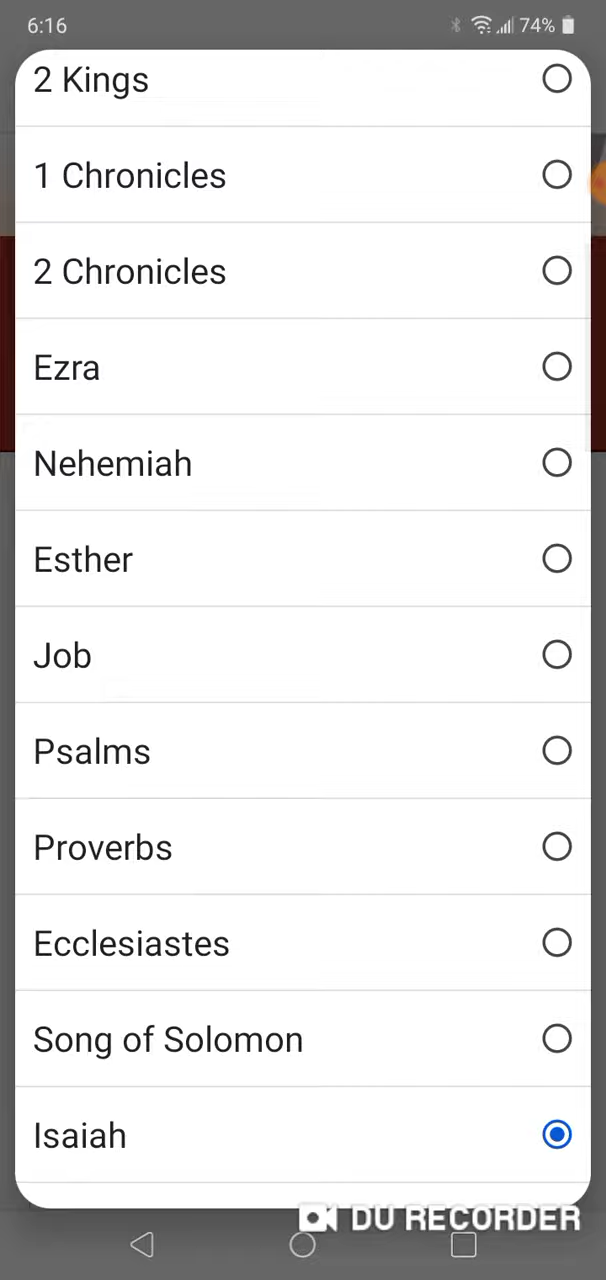 6:16
74%
2 Kings
1 Chronicles
2 Chronicles
Ezra
Nehemiah
Esther
Job
Psalms
Proverbs
Ecclesiastes
Song of Solomon
Isaiah
DU RECORDER